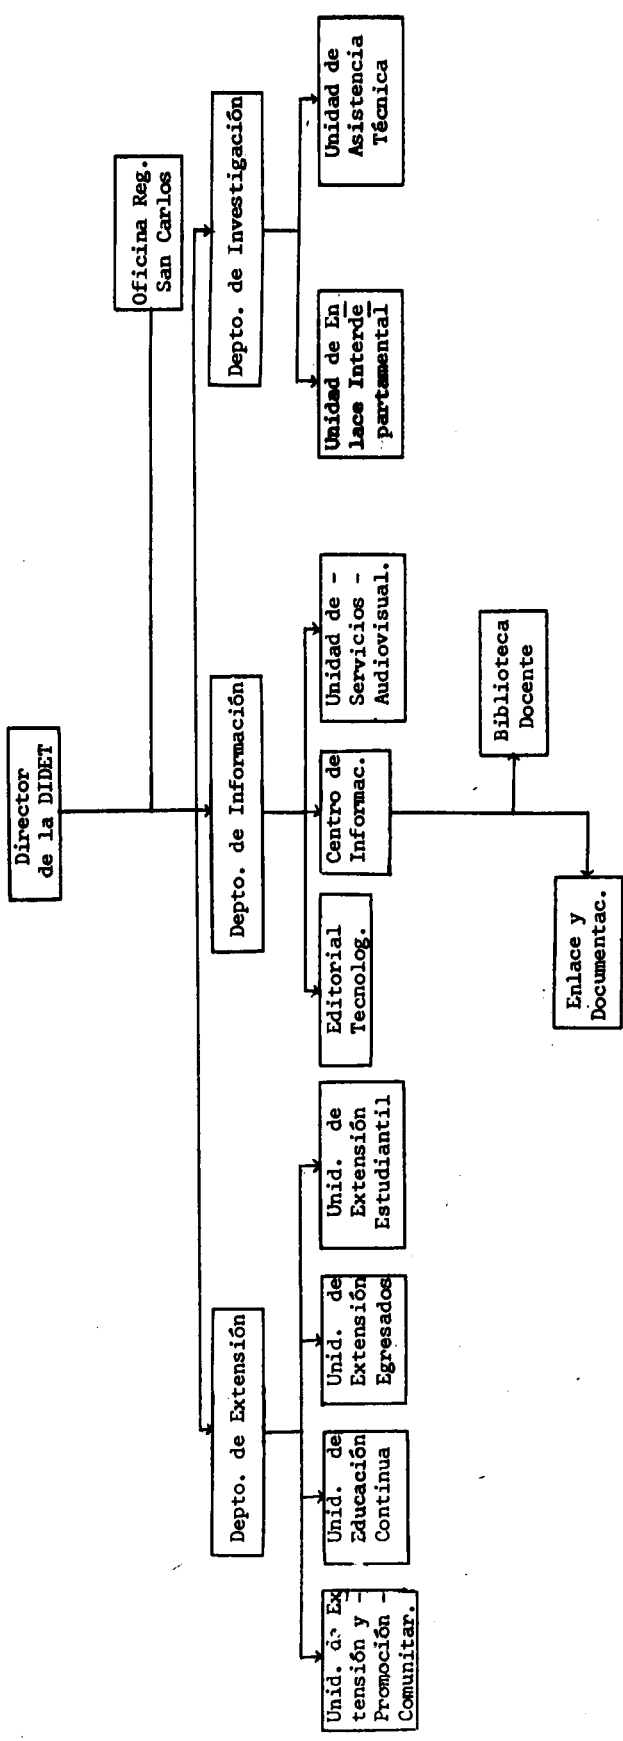 Director
de la DIDET
Oficina Reg.
San Carlos
Depto. de Extensión
Depto. de Información
Depto. de Investigación
Unid. de Ex
tensión y -
Promoción -
Comunitar.
Unid. de
Educación
Continua
Unid. de
Extensión
Egresados
Unid. de
Extensión
Estudiantil
Editorial
Tecnolog.
Centro de
Informac.
Unidad de -
Servicios -
Audiovisual.
Unidad de En
lace Interde
partamental
Unidad de
Asistencia
Técnica
Enlace y
Documentac.
Biblioteca
Docente